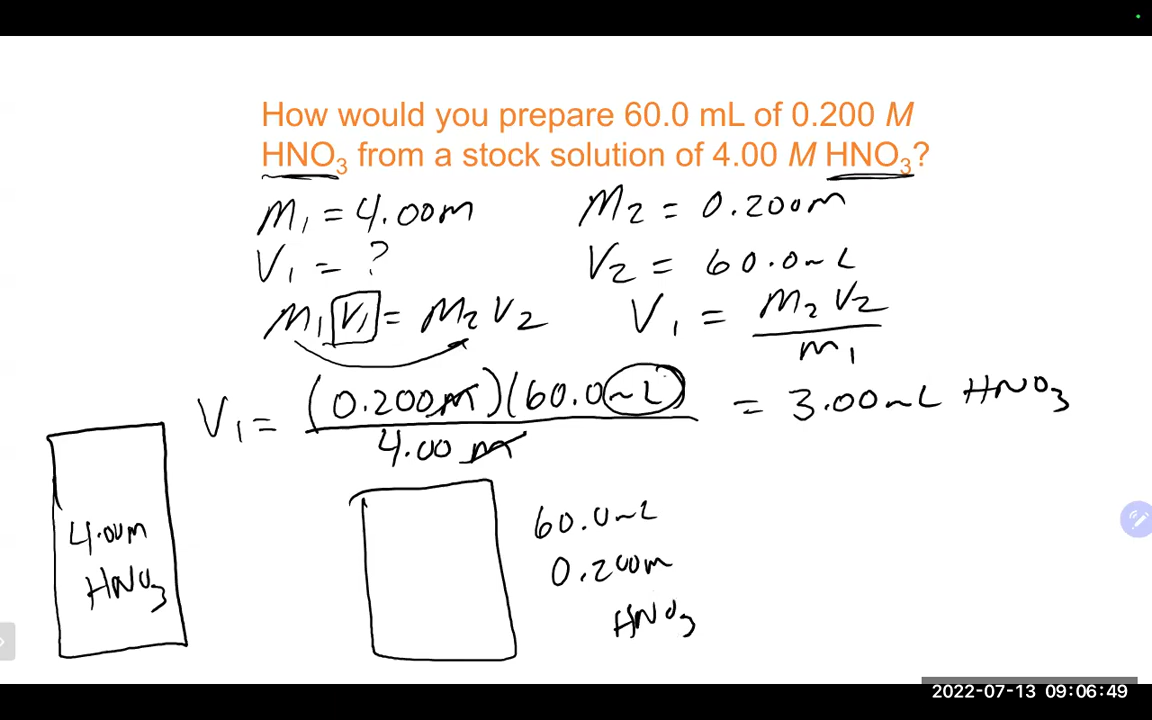 How would you prepare 60.0 mL of 0.200 M
HNO₃ from a stock solution of 4.00 M HNO₃?
M₁ = 4.00m M₂ = 0.200m
V₁ = ? V₂ = 60.0mL
M₁V₁ = M₂V₂ V₁ = M₂V₂ / m₁
V₁ = (0.200m)(60.0mL) / 4.00 m = 3.00mL HNO₃
4.00m
HNO₃
60.0mL
0.200m
HNO₃
2022-07-13 09:06:49